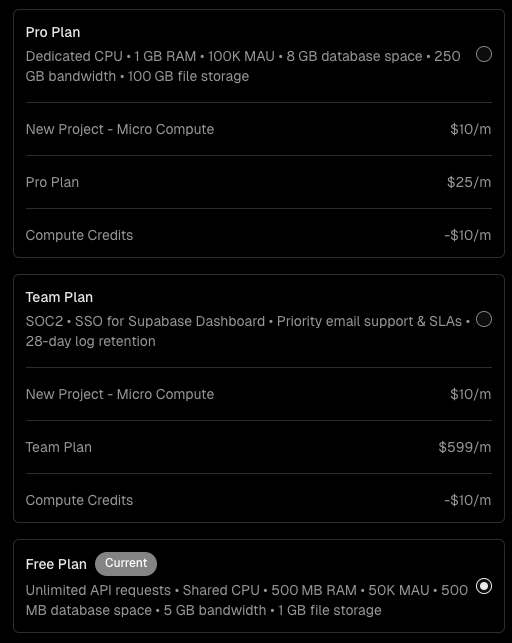 Pro Plan
Dedicated CPU • 1 GB RAM • 100K MAU • 8 GB database space • 250
GB bandwidth • 100 GB file storage
New Project - Micro Compute $10/m
Pro Plan $25/m
Compute Credits -$10/m
Team Plan
SOC2 • SSO for Supabase Dashboard • Priority email support & SLAs •
28-day log retention
New Project - Micro Compute $10/m
Team Plan $599/m
Compute Credits -$10/m
Free Plan Current
Unlimited API requests • Shared CPU • 500 MB RAM • 50K MAU • 500
MB database space • 5 GB bandwidth • 1 GB file storage